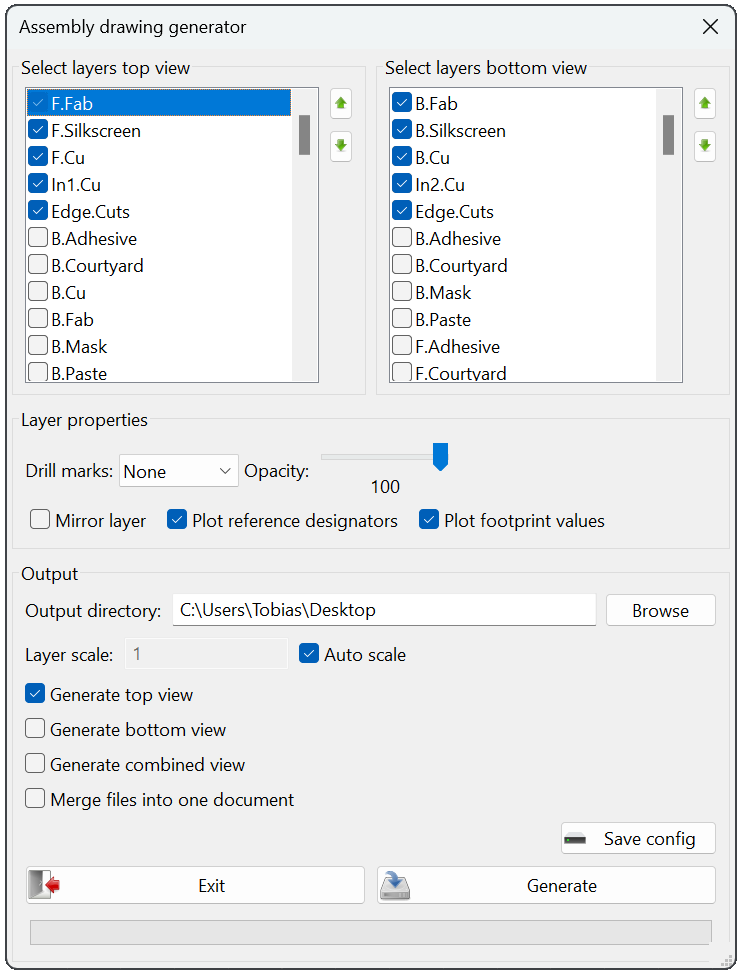 Assembly drawing generator
Select layers top view
F.Fab
F.Silkscreen
F.Cu
In1.Cu
Edge.Cuts
B.Adhesive
B.Courtyard
B.Cu
B.Fab
B.Mask
B.Paste
Select layers bottom view
B.Fab
B.Silkscreen
B.Cu
In2.Cu
Edge.Cuts
B.Adhesive
B.Courtyard
B.Mask
B.Paste
F.Adhesive
F.Courtyard
Layer properties
Drill marks: None Opacity:
100
Mirror layer Plot reference designators Plot footprint values
Output
Output directory: C:\Users\Tobias\Desktop Browse
Layer scale: 1 Auto scale
Generate top view
Generate bottom view
Generate combined view
Merge files into one document
Save config
Exit Generate